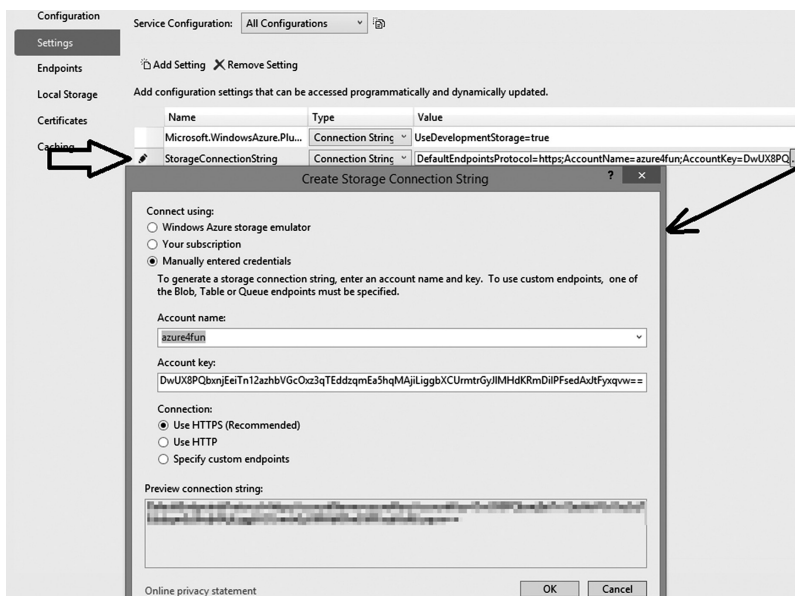 Configuration
Service Configuration: All Configurations
Settings
Endpoints
Add Setting Remove Setting
Local Storage
Add configuration settings that can be accessed programmatically and dynamically updated.
Certificates
Name Type Value
Caching
Microsoft.WindowsAzure.Plu... Connection String UseDevelopmentStorage=true
StorageConnectionString Connection String DefaultEndpointsProtocol=https;AccountName=azure4fun;AccountKey=DwUX8PQ
Create Storage Connection String ? ×
Connect using:
Windows Azure storage emulator
Your subscription
Manually entered credentials
To generate a storage connection string, enter an account name and key. To use custom endpoints, one of
the Blob, Table or Queue endpoints must be specified.
Account name:
azure4fun
Account key:
DwUX8PQbxnjEeiTn12azhbVGcOxz3qTEddzqmEa5hqMAjiLiggbXCUrmtrGyJlMHdKRmDilPFsedAxJtFyxqvw==
Connection:
Use HTTPS (Recommended)
Use HTTP
Specify custom endpoints
Preview connection string:
Online privacy statement
OK Cancel